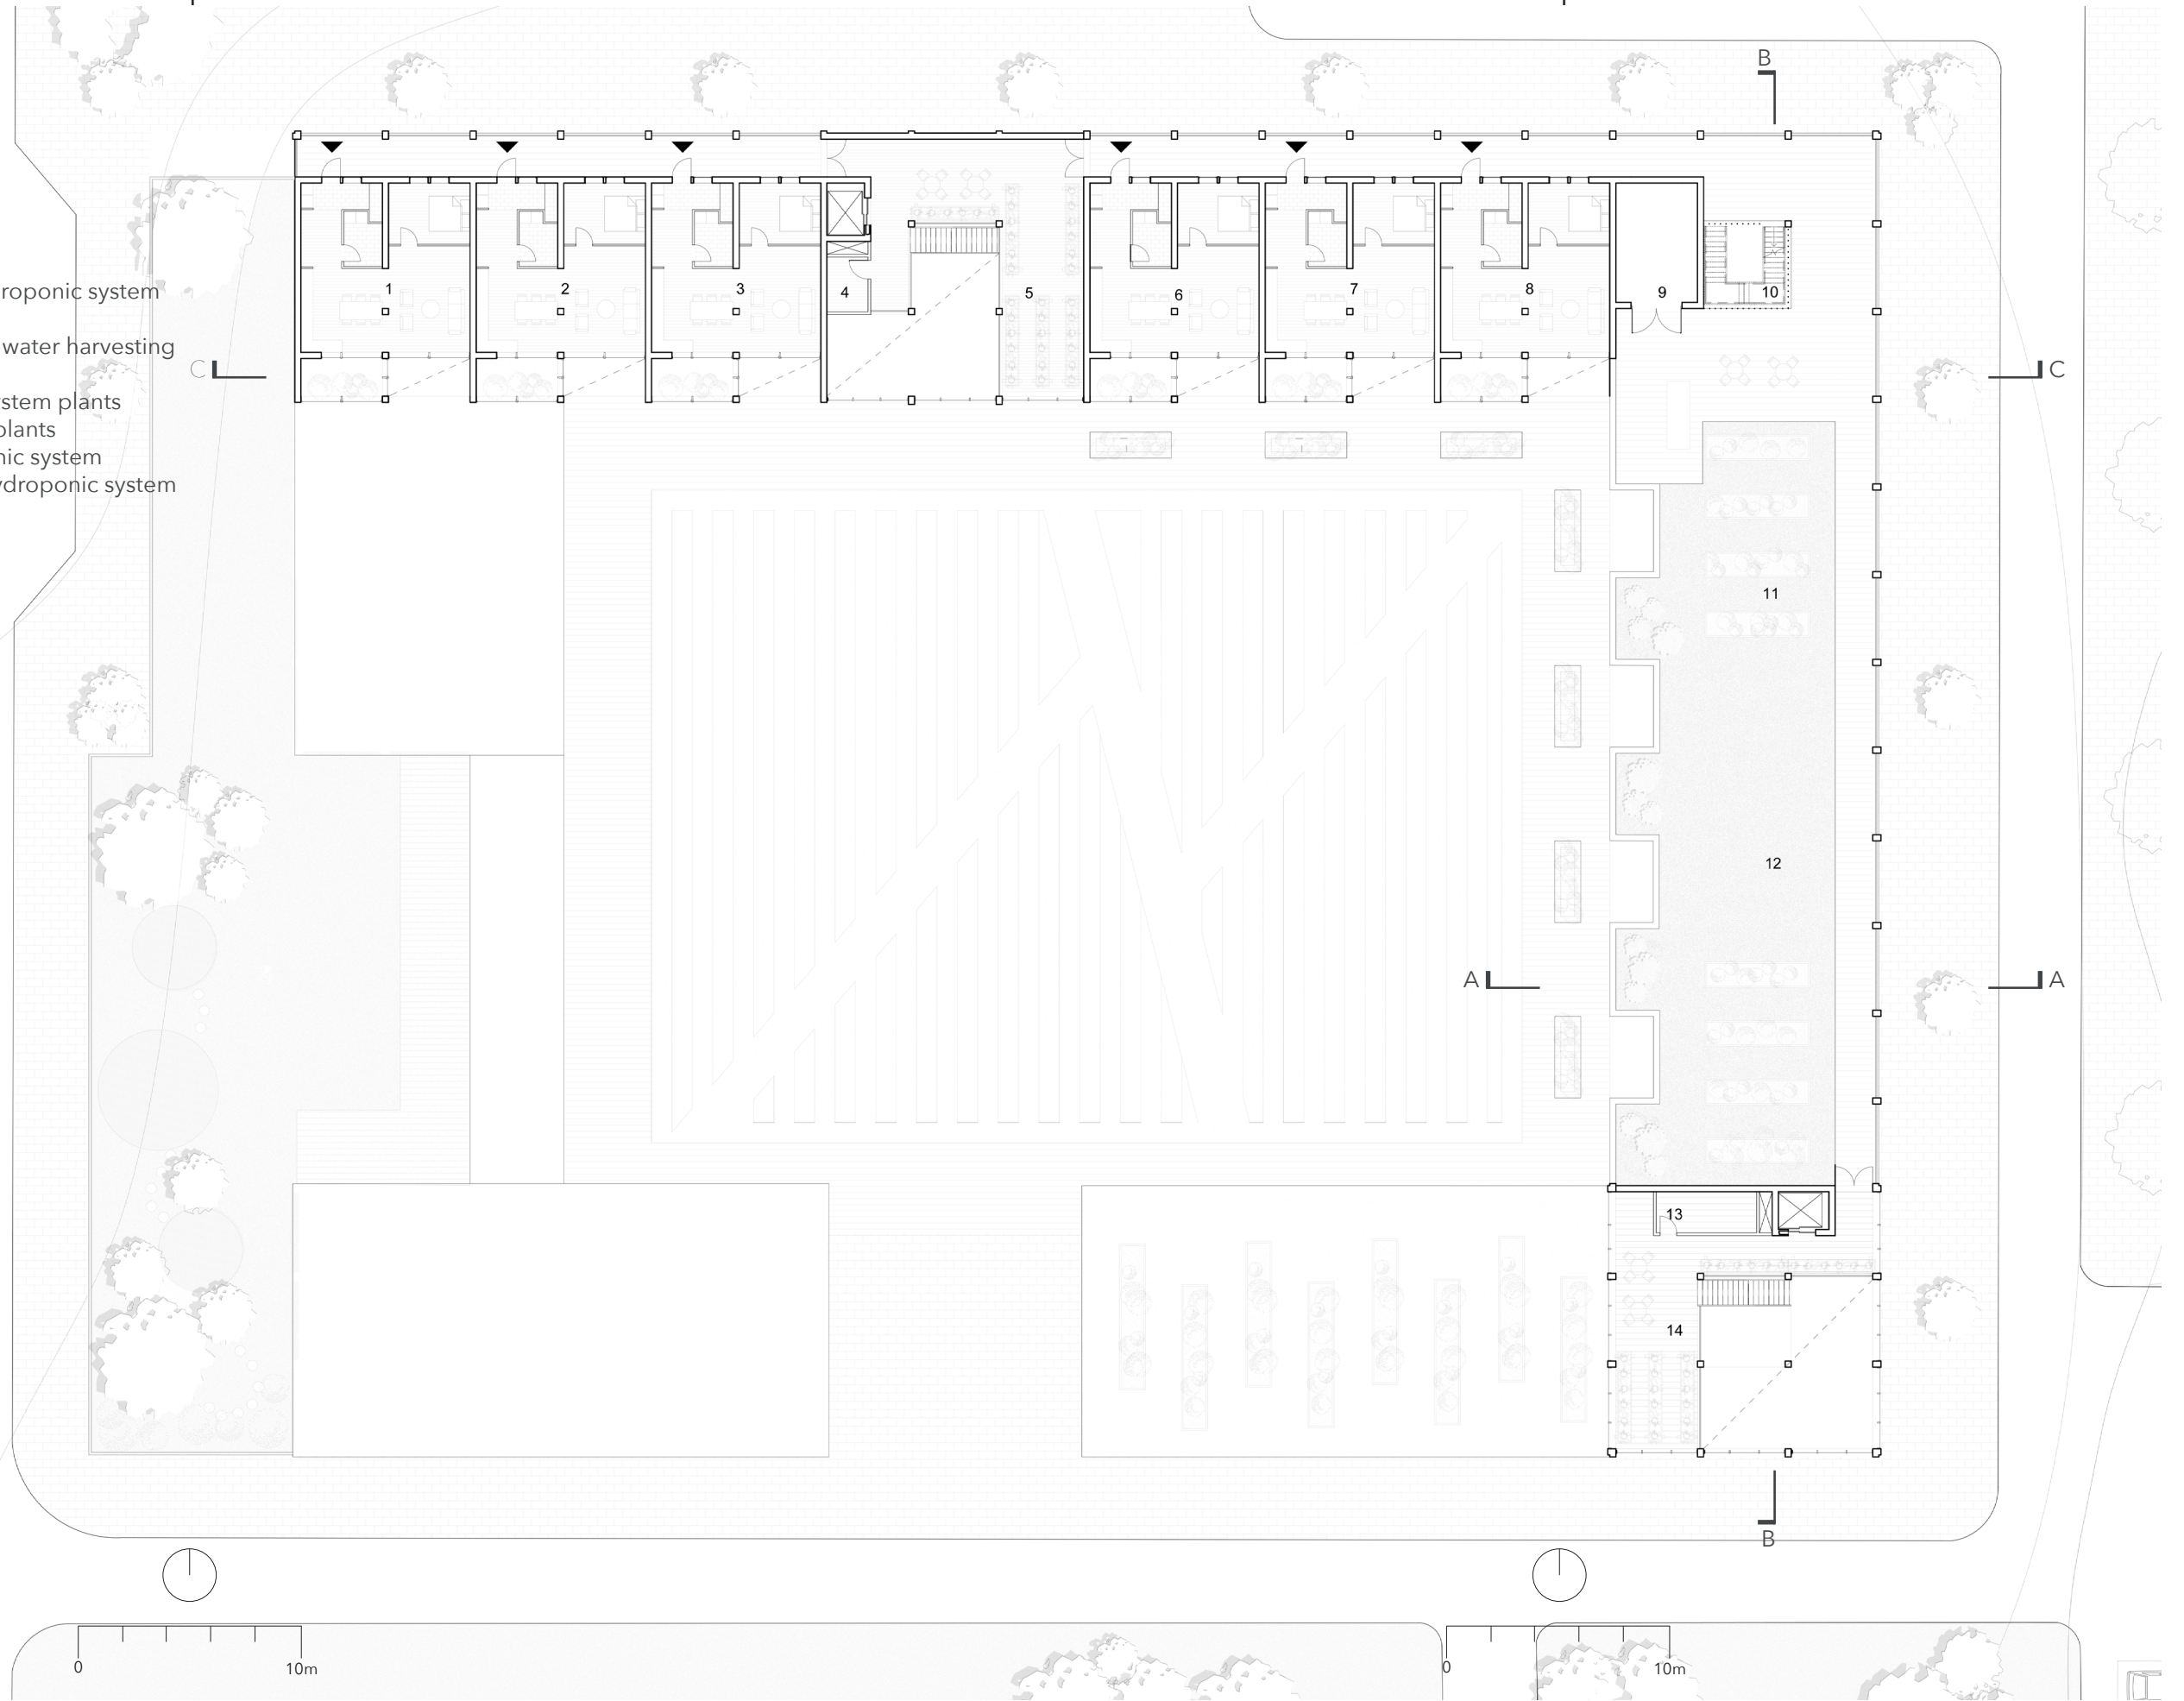 B
1
2
3
4
5
6
7
8
9
10
roponic system
water harvesting
C
C
stem plants
plants
nic system
ydroponic system
11
12
A
A
13
14
B
0
10m
0
10m